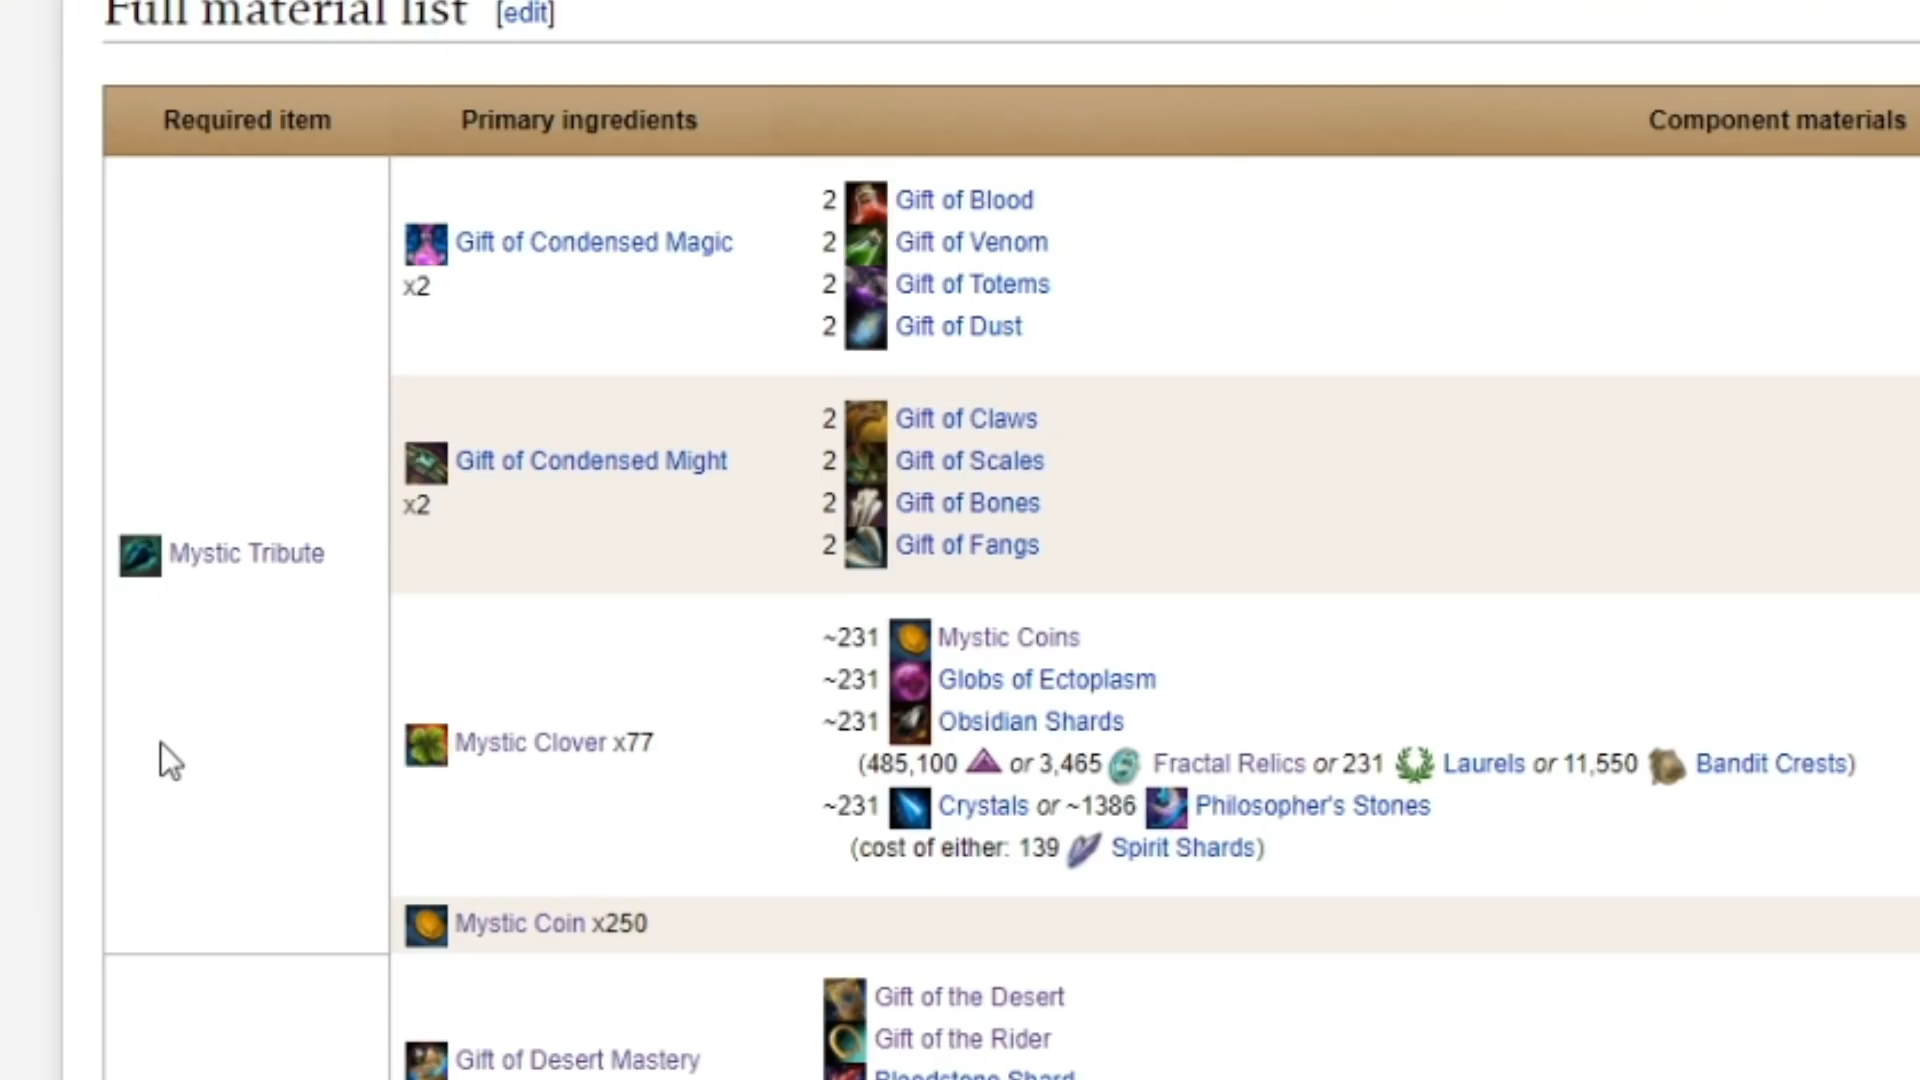 Full material list [edit]
Required item Primary ingredients Component materials
2 Gift of Blood
Gift of Condensed Magic 2 Gift of Venom
x2 2 Gift of Totems
2 Gift of Dust
2 Gift of Claws
Gift of Condensed Might 2 Gift of Scales
x2 2 Gift of Bones
2 Gift of Fangs
Mystic Tribute
~231 Mystic Coins
~231 Globs of Ectoplasm
~231 Obsidian Shards
Mystic Clover x77
(485,100 or 3,465 Fractal Relics or 231 Laurels or 11,550 Bandit Crests)
~231 Crystals or ~1386 Philosopher's Stones
(cost of either: 139 Spirit Shards)
Mystic Coin x250
Gift of the Desert
Gift of the Rider
Gift of Desert Mastery
Bloodstone Shard